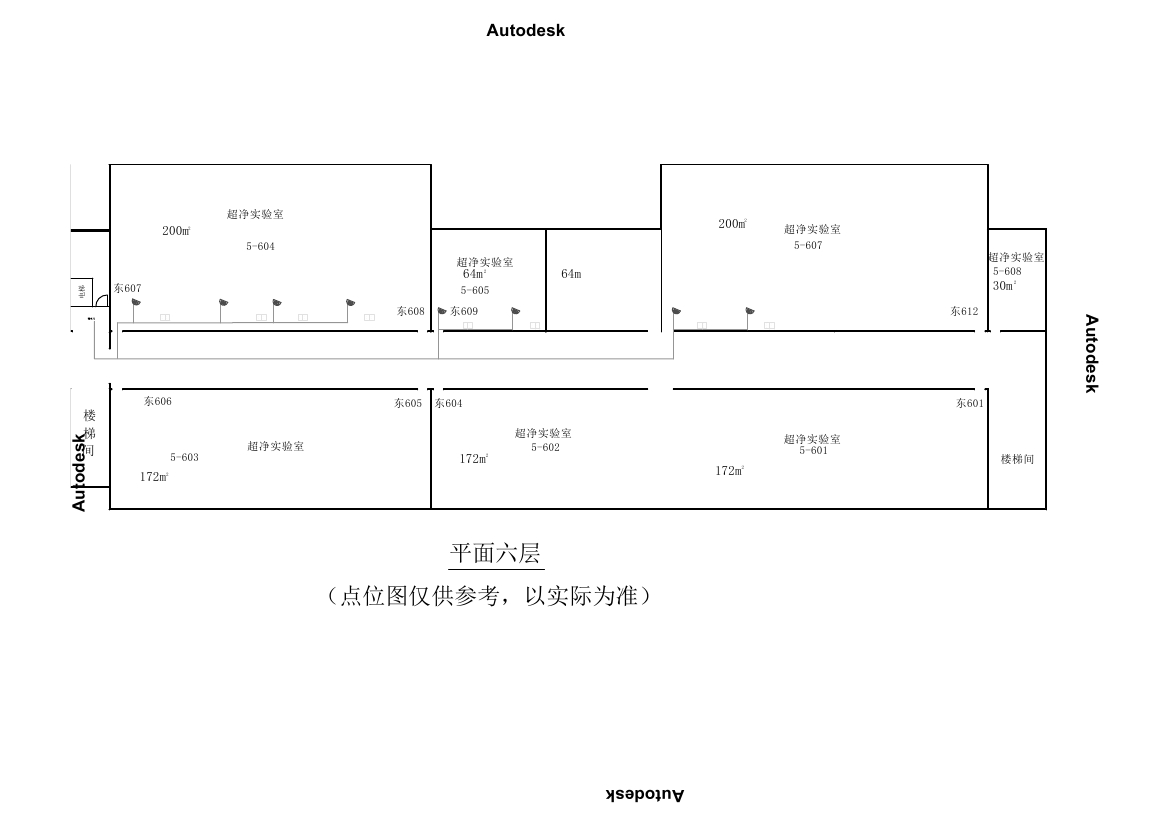 Autodesk
超净实验室
200㎡
5-604
200㎡
超净实验室
5-607
超净实验室
64㎡
5-605
64m
超净实验室
5-608
30㎡
电梯
东607
东608
东609
东612
Autodesk
东606
东605
东604
东601
楼
梯
间
Autodesk
超净实验室
5-603
172㎡
超净实验室
5-602
172㎡
超净实验室
5-601
172㎡
楼梯间
平面六层
（点位图仅供参考，以实际为准）
Autodesk